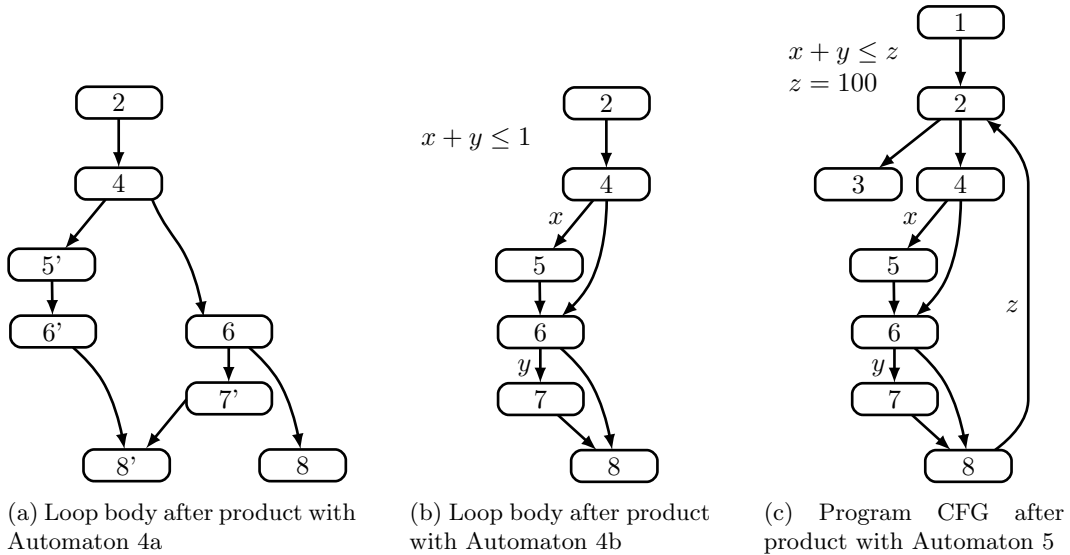 2
4
5'
6'
6
7'
8'
8
(a) Loop body after product with
Automaton 4a
x + y ≤ 1
2
4
x
5
6
y
7
8
(b) Loop body after product
with Automaton 4b
1
x + y ≤ z
z = 100
2
3
4
x
5
z
6
y
7
8
(c) Program CFG after
product with Automaton 5